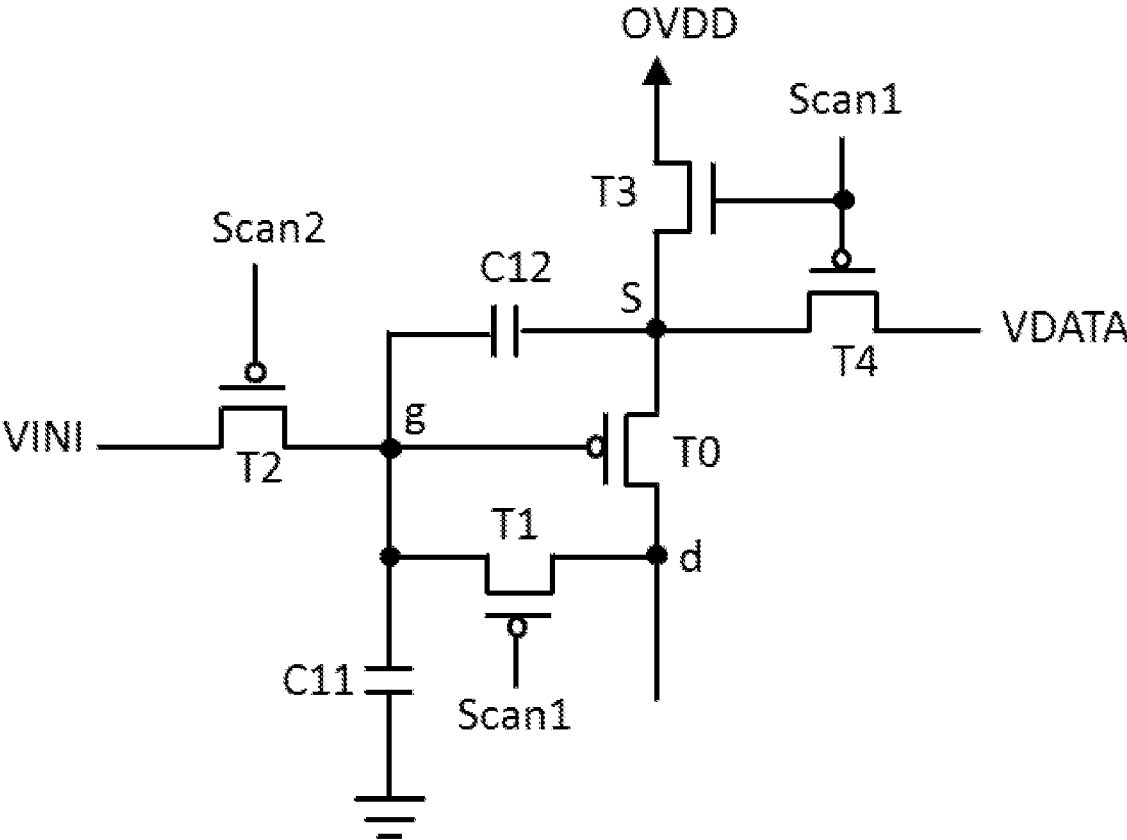 OVDD
Scan1
T3
Scan2
C12
S
VDATA
T4
g
VINI
T2
T0
T1
d
C11
Scan1